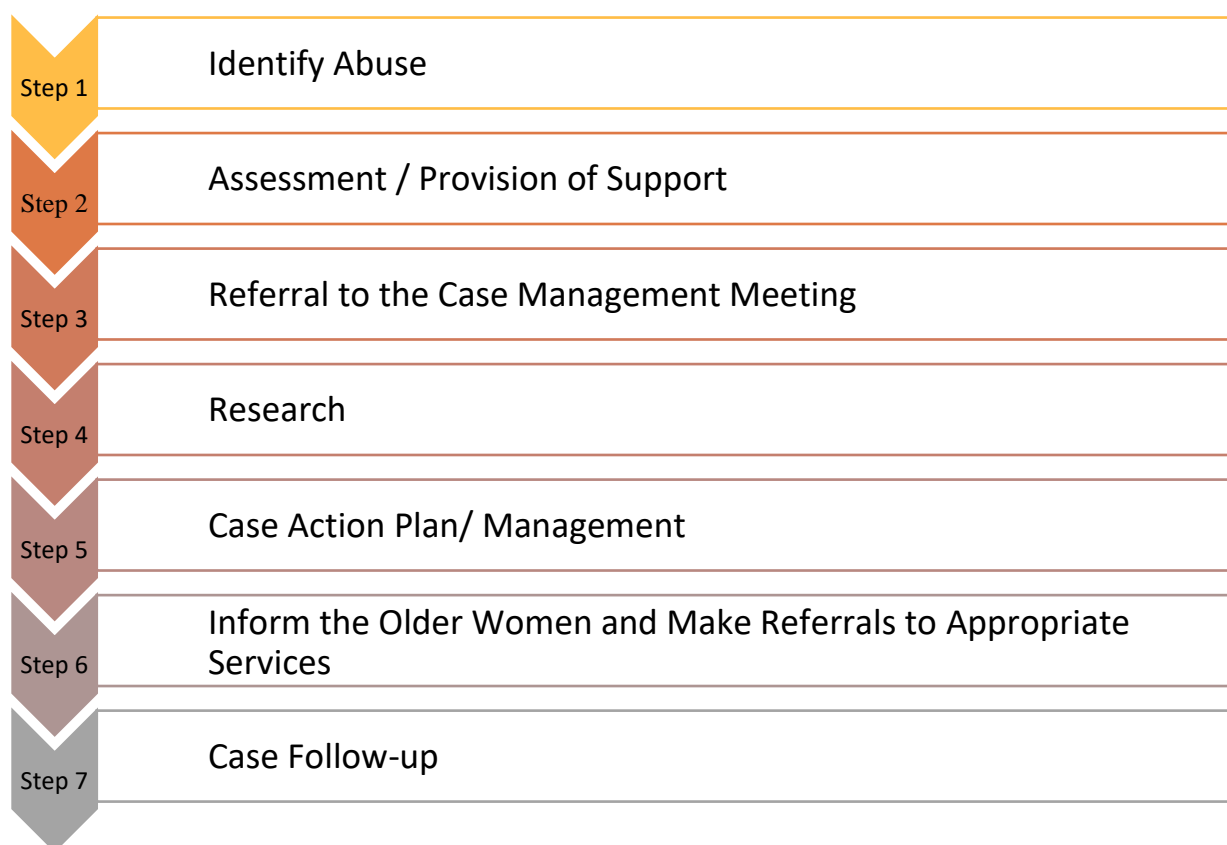 Step 1
Identify Abuse
Step 2
Assessment / Provision of Support
Step 3
Referral to the Case Management Meeting
Step 4
Research
Step 5
Case Action Plan/ Management
Step 6
Inform the Older Women and Make Referrals to Appropriate
Services
Step 7
Case Follow-up